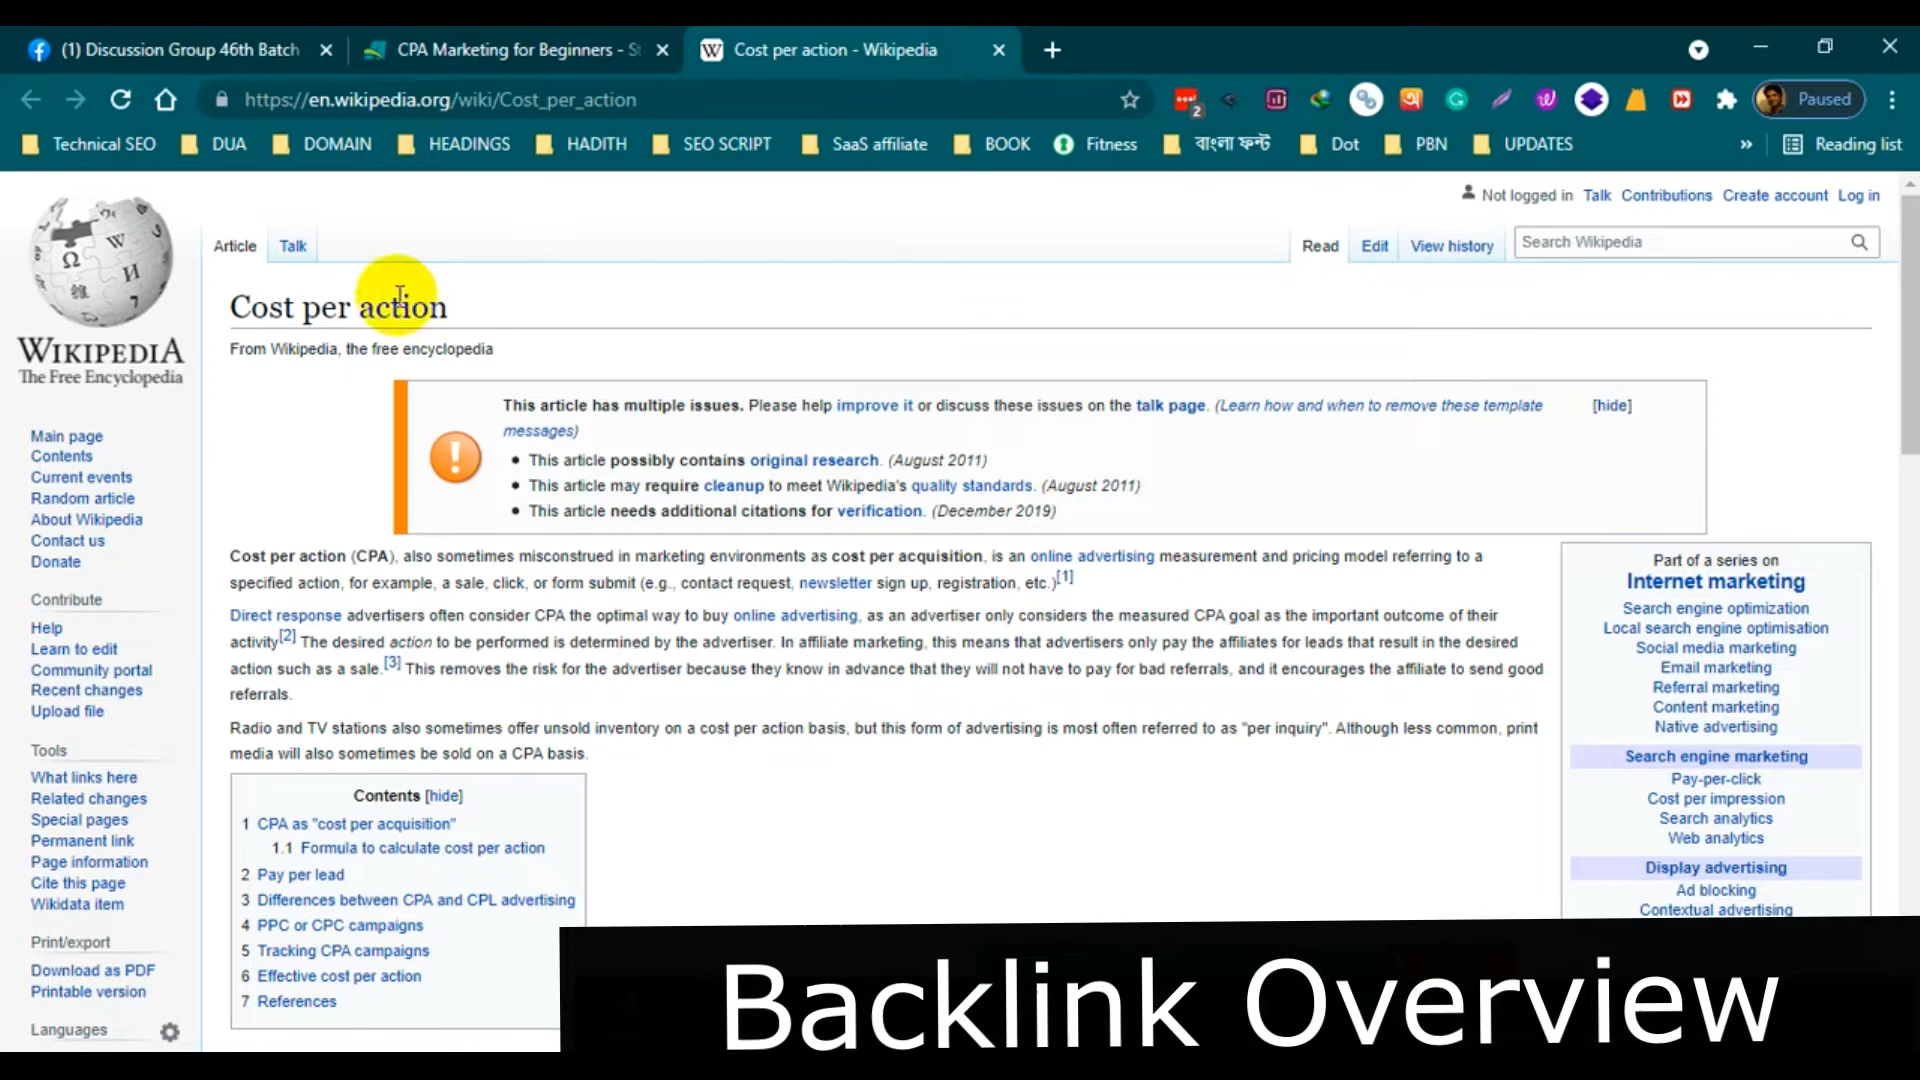 (1) Discussion Group 46th Batch
CPA Marketing for Beginners - St
Cost per action - Wikipedia
https://en.wikipedia.org/wiki/Cost_per_action
2
Paused
Technical SEO
DUA
DOMAIN
HEADINGS
HADITH
SEO SCRIPT
SaaS affiliate
BOOK
Fitness
বাংলা ফন্ট
Dot
PBN
UPDATES
»
Reading list
Not logged in Talk Contributions Create account Log in
Article
Talk
Read
Edit
View history
Search Wikipedia
WIKIPEDIA
The Free Encyclopedia
Cost per action
From Wikipedia, the free encyclopedia
This article has multiple issues. Please help improve it or discuss these issues on the talk page. (Learn how and when to remove these template
messages)
[hide]
• This article possibly contains original research. (August 2011)
• This article may require cleanup to meet Wikipedia's quality standards. (August 2011)
• This article needs additional citations for verification. (December 2019)
Main page
Contents
Current events
Random article
About Wikipedia
Contact us
Donate
Contribute
Help
Learn to edit
Community portal
Recent changes
Upload file
Tools
What links here
Related changes
Special pages
Permanent link
Page information
Cite this page
Wikidata item
Print/export
Download as PDF
Printable version
Languages
Cost per action (CPA), also sometimes misconstrued in marketing environments as cost per acquisition, is an online advertising measurement and pricing model referring to a
specified action, for example, a sale, click, or form submit (e.g., contact request, newsletter sign up, registration, etc.)[1]
Direct response advertisers often consider CPA the optimal way to buy online advertising, as an advertiser only considers the measured CPA goal as the important outcome of their
activity[2] The desired action to be performed is determined by the advertiser. In affiliate marketing, this means that advertisers only pay the affiliates for leads that result in the desired
action such as a sale.[3] This removes the risk for the advertiser because they know in advance that they will not have to pay for bad referrals, and it encourages the affiliate to send good
referrals.
Radio and TV stations also sometimes offer unsold inventory on a cost per action basis, but this form of advertising is most often referred to as "per inquiry". Although less common, print
media will also sometimes be sold on a CPA basis.
Contents [hide]
1 CPA as "cost per acquisition"
1.1 Formula to calculate cost per action
2 Pay per lead
3 Differences between CPA and CPL advertising
4 PPC or CPC campaigns
5 Tracking CPA campaigns
6 Effective cost per action
7 References
Part of a series on
Internet marketing
Search engine optimization
Local search engine optimisation
Social media marketing
Email marketing
Referral marketing
Content marketing
Native advertising
Search engine marketing
Pay-per-click
Cost per impression
Search analytics
Web analytics
Display advertising
Ad blocking
Contextual advertising
Backlink Overview